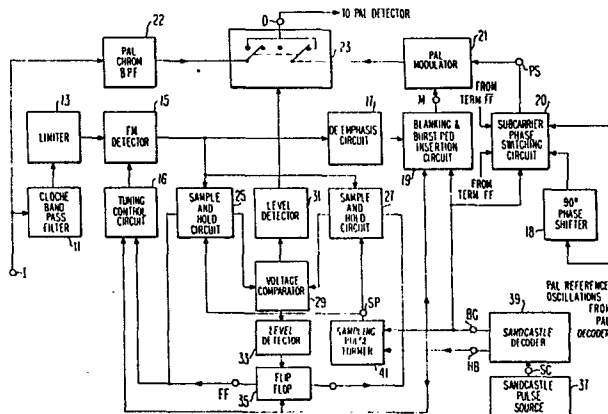 TO PAL DETECTOR
D
22
PAL
CHROM
BPF
23
21
PAL
MODULATOR
PS
FROM
TERM FF
13
LIMITER
15
FM
DETECTOR
17
DE EMPHASIS
CIRCUIT
M
BLANKING &
BURST PED
INSERTION
CIRCUIT
19
20
SUBCARRIER
PHASE
SWITCHING
CIRCUIT
FROM
TERM FF
CLOCHE
BAND
PASS
FILTER
11
I
TUNING
CONTROL
CIRCUIT
16
SAMPLE
AND
HOLD
CIRCUIT
25
LEVEL
DETECTOR
31
SAMPLE
AND
HOLD
CIRCUIT
27
90°
PHASE
SHIFTER
18
VOLTAGE
COMPARATOR
29
SP
PAL REFERENCE
OSCILLATIONS
FROM
PAL
DECODER
LEVEL
DETECTOR
33
SAMPLING
PULSE
FORMER
41
BG
HB
39
SANDCASTLE
DECODER
SC
FF
FLIP
FLOP
35
SANDCASTLE
PULSE
SOURCE
37